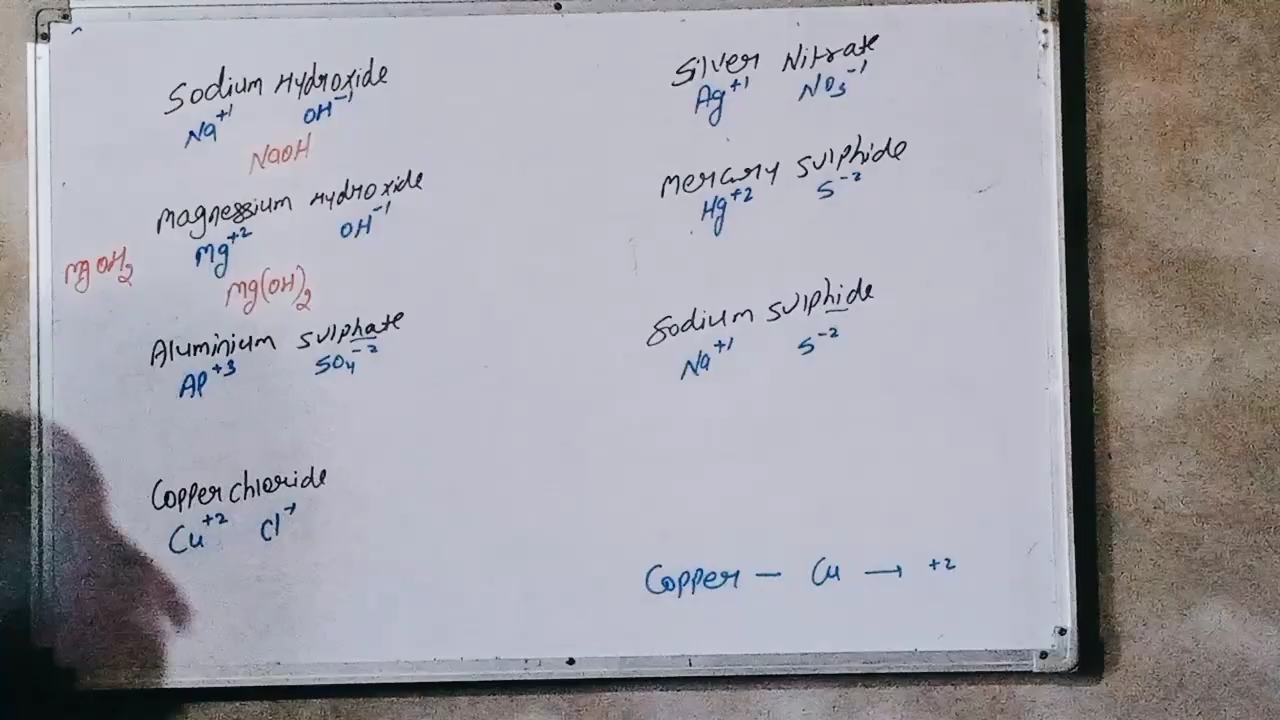 Sodium Hydroxide
Na+1 OH-1
NaOH
Magnessium Hydroxide
Mg+2 OH-1
MgOH2
Mg(OH)2
Aluminium sulphate
Al+3 SO4-2
Copper chloride
Cu+2 Cl-1
Silver Nitrate
Ag+1 NO3-1
Mercury sulphide
Hg+2 S-2
Sodium sulphide
Na+1 S-2
Copper — Cu → +2